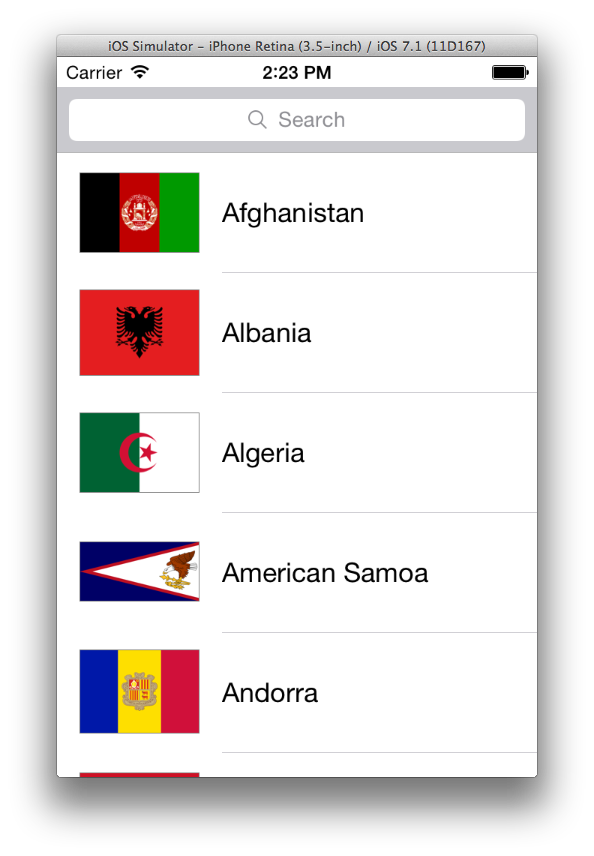 iOS Simulator – iPhone Retina (3.5-inch) / iOS 7.1 (11D167)
Carrier 2:23 PM
Search
Afghanistan
Albania
Algeria
American Samoa
Andorra